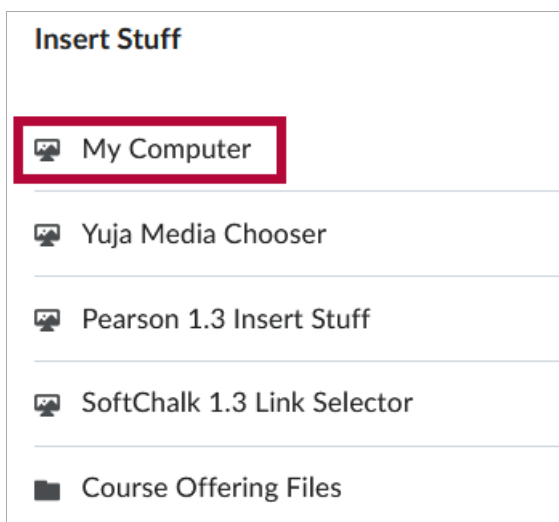 Insert Stuff
My Computer
Yuja Media Chooser
Pearson 1.3 Insert Stuff
SoftChalk 1.3 Link Selector
Course Offering Files